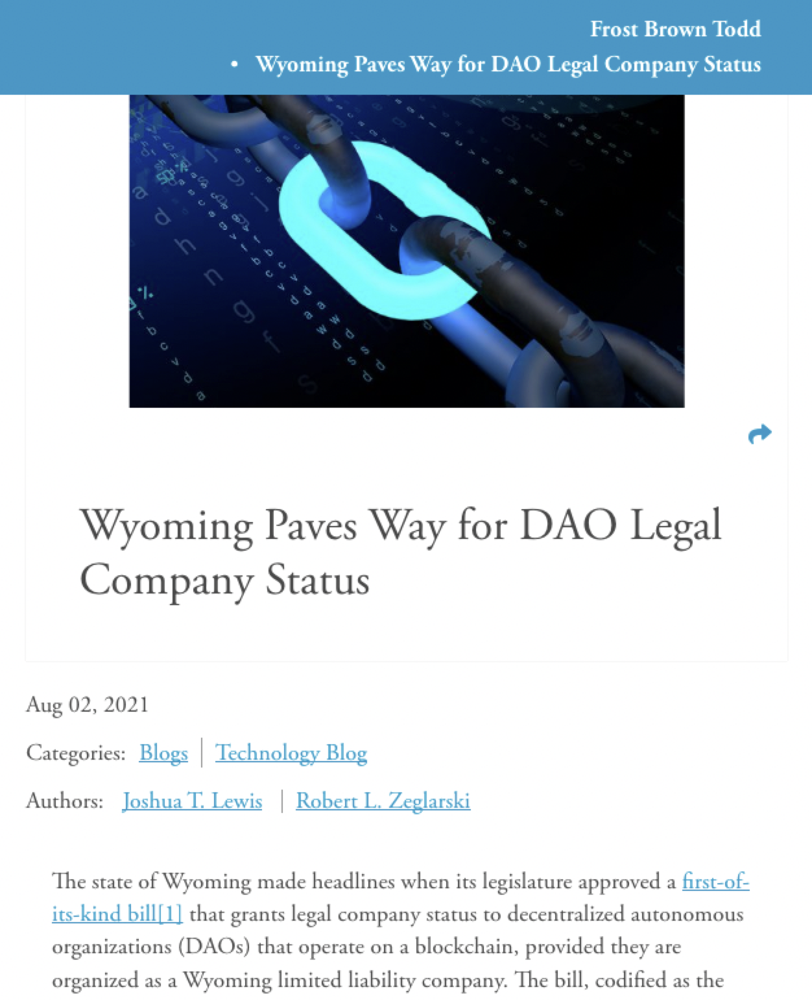 Frost Brown Todd
• Wyoming Paves Way for DAO Legal Company Status
Wyoming Paves Way for DAO Legal
Company Status
Aug 02, 2021
Categories: Blogs | Technology Blog
Authors: Joshua T. Lewis | Robert L. Zeglarski
The state of Wyoming made headlines when its legislature approved a first-of-
its-kind bill[1] that grants legal company status to decentralized autonomous
organizations (DAOs) that operate on a blockchain, provided they are
organized as a Wyoming limited liability company. The bill, codified as the